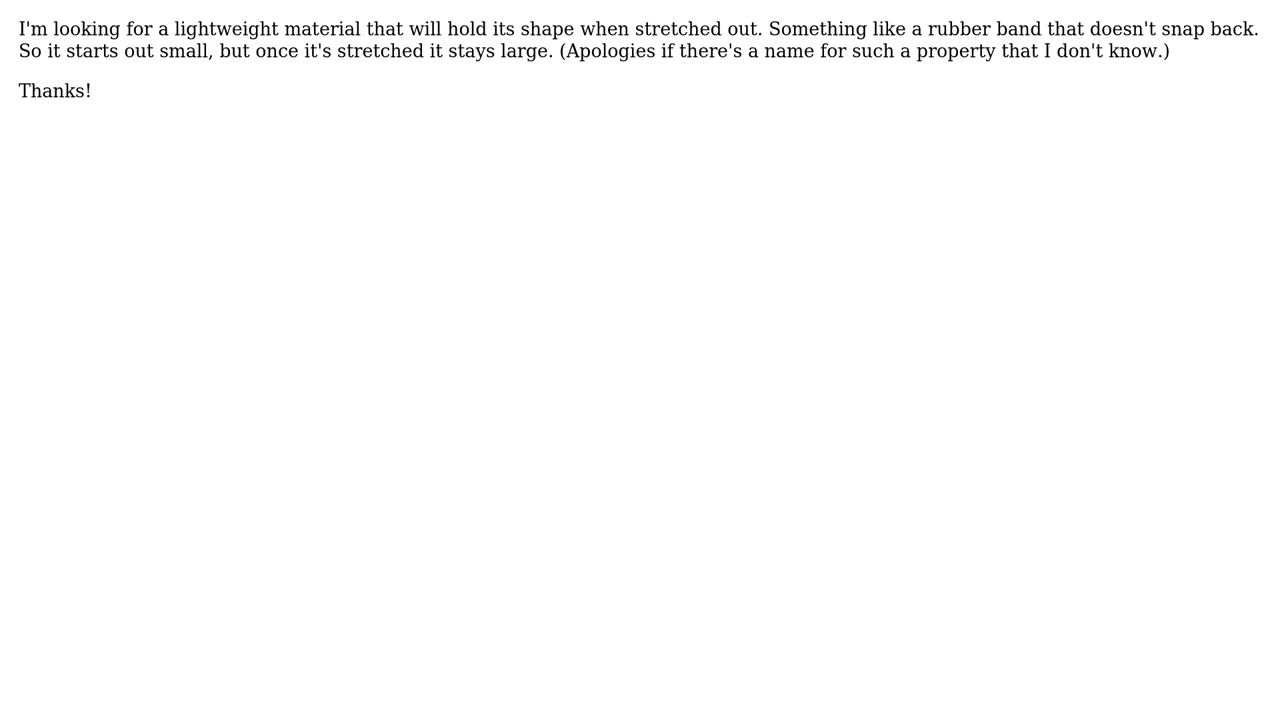 I'm looking for a lightweight material that will hold its shape when stretched out. Something like a rubber band that doesn't snap back.
So it starts out small, but once it's stretched it stays large. (Apologies if there's a name for such a property that I don't know.)
Thanks!